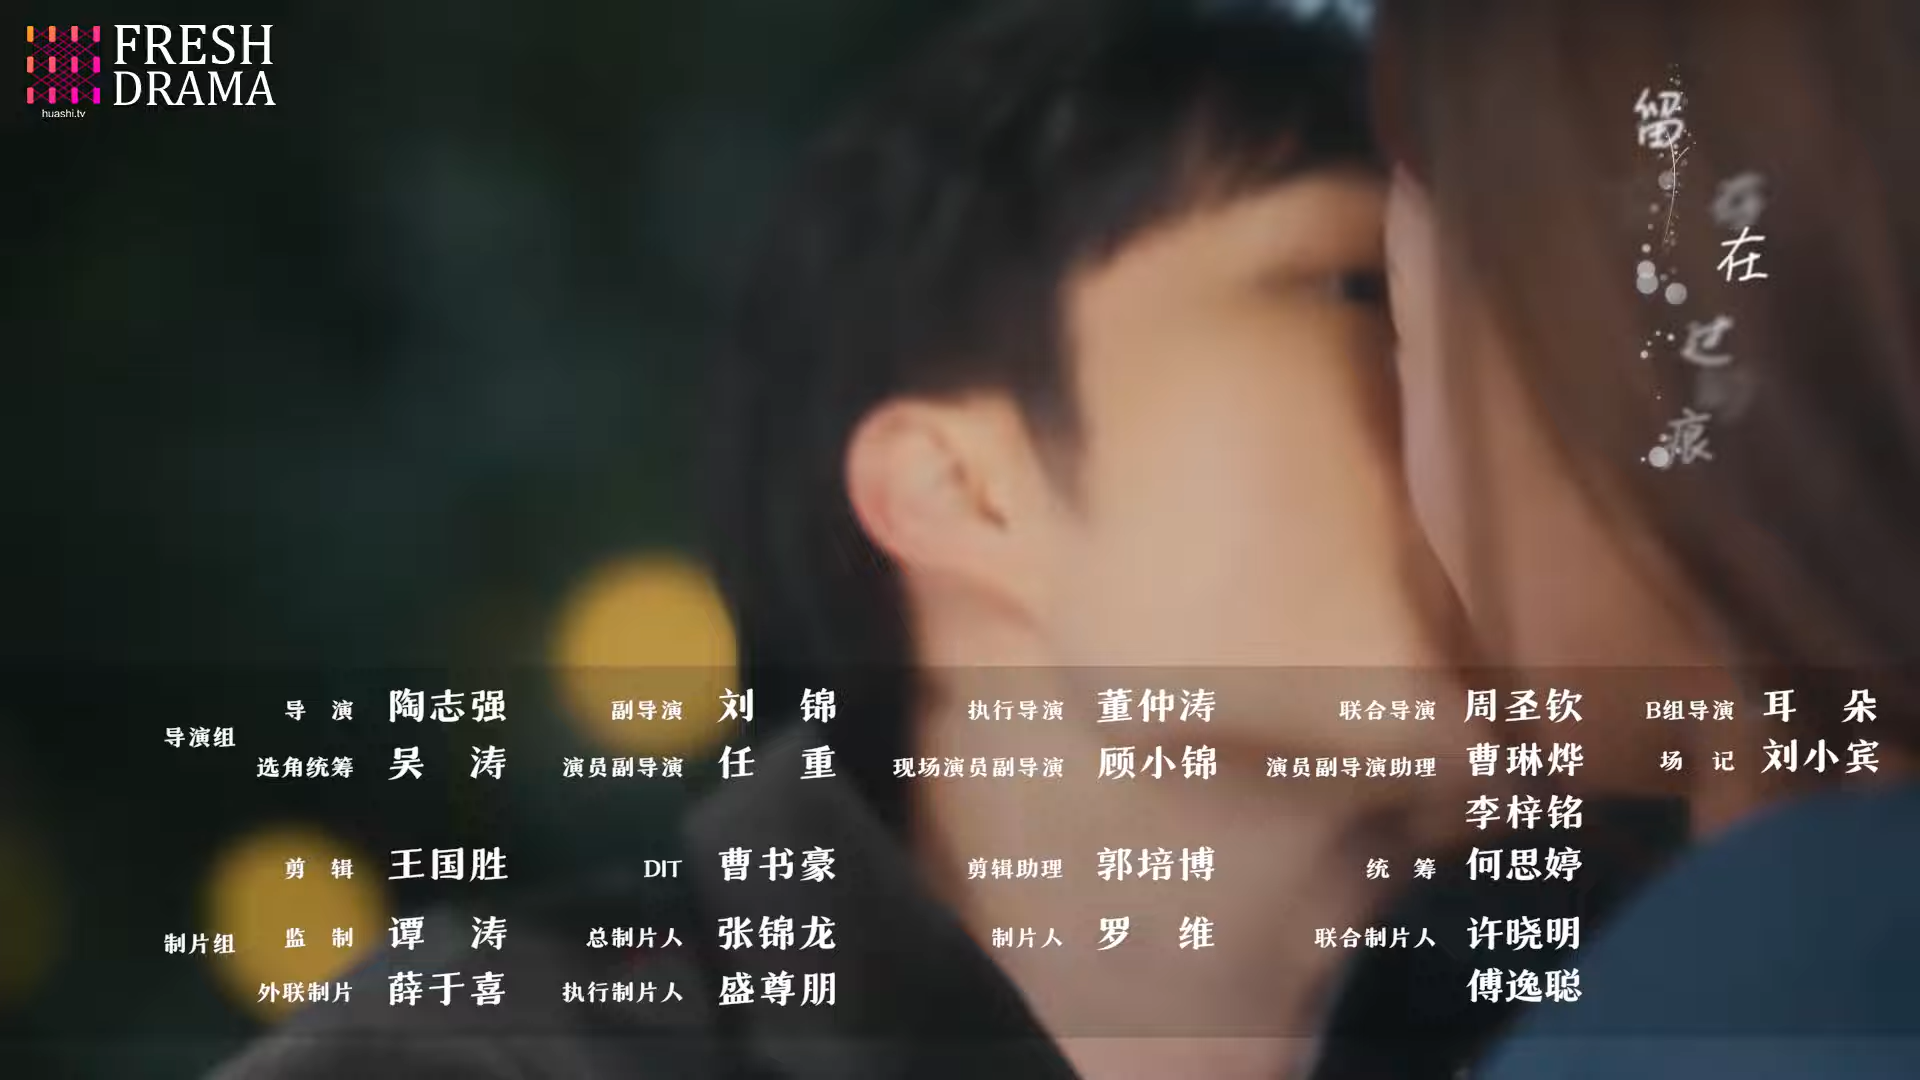 FRESH
DRAMA
huashi.tv
留
存
在
过
的
痕
导演组
导 演 陶志强 副导演 刘 锦 执行导演 董仲涛 联合导演 周圣钦 B组导演 耳 朵
选角统筹 吴 涛 演员副导演 任 重 现场演员副导演 顾小锦 演员副导演助理 曹琳烨 场 记 刘小宾
李梓铭
剪 辑 王国胜 DIT 曹书豪 剪辑助理 郭培博 统 筹 何思婷
制片组
监 制 谭 涛 总制片人 张锦龙 制片人 罗 维 联合制片人 许晓明
外联制片 薛于喜 执行制片人 盛尊朋 傅逸聪